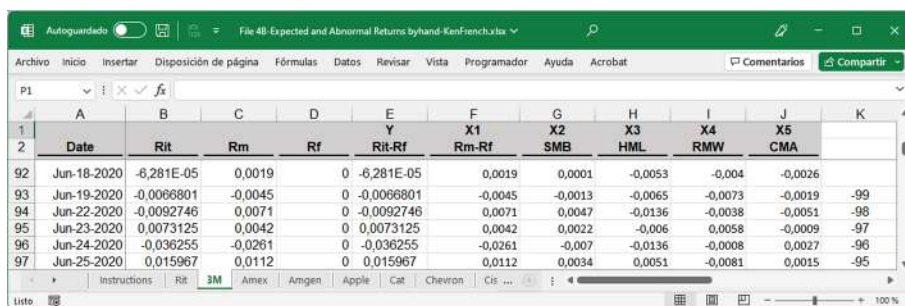 Autoguardado File 4B-Expected and Abnormal Returns byhand-KenFrench.xlsx
Archivo Inicio Insertar Disposición de página Fórmulas Datos Revisar Vista Programador Ayuda Acrobat Comentarios Compartir
P1 fx
A B C D E F G H I J K
1 Y X1 X2 X3 X4 X5
2 Date Rit Rm Rf Rit-Rf Rm-Rf SMB HML RMW CMA
92 Jun-18-2020 -6,281E-05 0,0019 0 -6,281E-05 0,0019 0,0001 -0,0053 -0,004 -0,0026
93 Jun-19-2020 -0,0066801 -0,0045 0 -0,0066801 -0,0045 -0,0013 -0,0065 -0,0073 -0,0019 -99
94 Jun-22-2020 -0,0092746 0,0071 0 -0,0092746 0,0071 0,0047 -0,0136 -0,0038 -0,0051 -98
95 Jun-23-2020 0,0073125 0,0042 0 0,0073125 0,0042 0,0022 -0,006 0,0058 -0,0009 -97
96 Jun-24-2020 -0,036255 -0,0261 0 -0,036255 -0,0261 -0,007 -0,0136 -0,0008 0,0027 -96
97 Jun-25-2020 0,015967 0,0112 0 0,015967 0,0112 0,0034 0,0051 -0,0081 0,0015 -95
Instructions Rit 3M Amex Amgen Apple Cat Chevron Cis ...
Listo 100 %